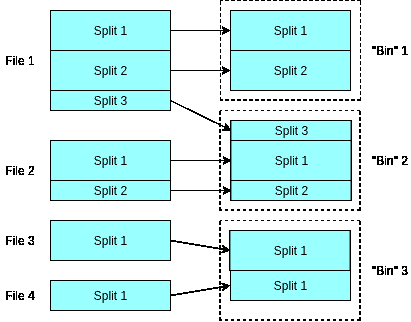 Split 1
Split 1
File 1
"Bin" 1
Split 2
Split 2
Split 3
Split 3
File 2
Split 1
Split 1
"Bin" 2
Split 2
Split 2
File 3
Split 1
Split 1
"Bin" 3
File 4
Split 1
Split 1